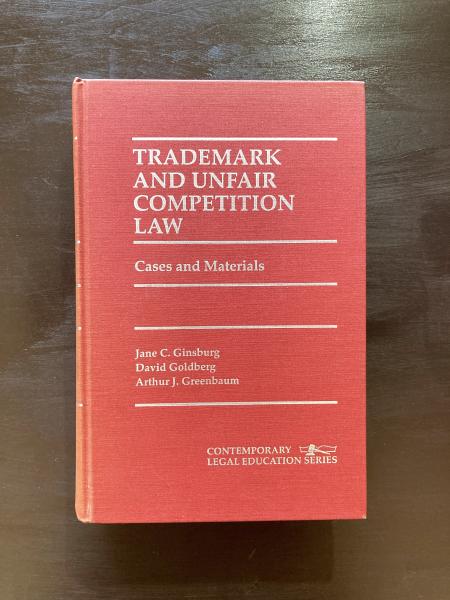 TRADEMARK
AND UNFAIR
COMPETITION
LAW
Cases and Materials
Jane C. Ginsburg
David Goldberg
Arthur J. Greenbaum
CONTEMPORARY
LEGAL EDUCATION SERIES